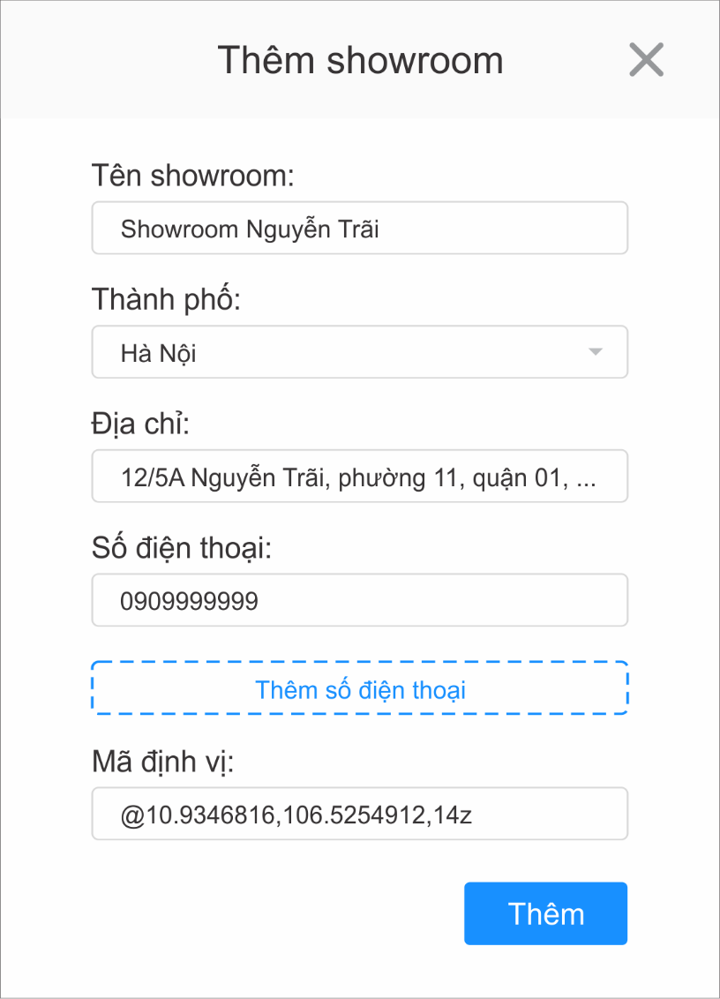 Thêm showroom
Tên showroom:
Showroom Nguyễn Trãi
Thành phố:
Hà Nội
Địa chỉ:
12/5A Nguyễn Trãi, phường 11, quận 01, ...
Số điện thoại:
0909999999
Thêm số điện thoại
Mã định vị:
@10.9346816,106.5254912,14z
Thêm